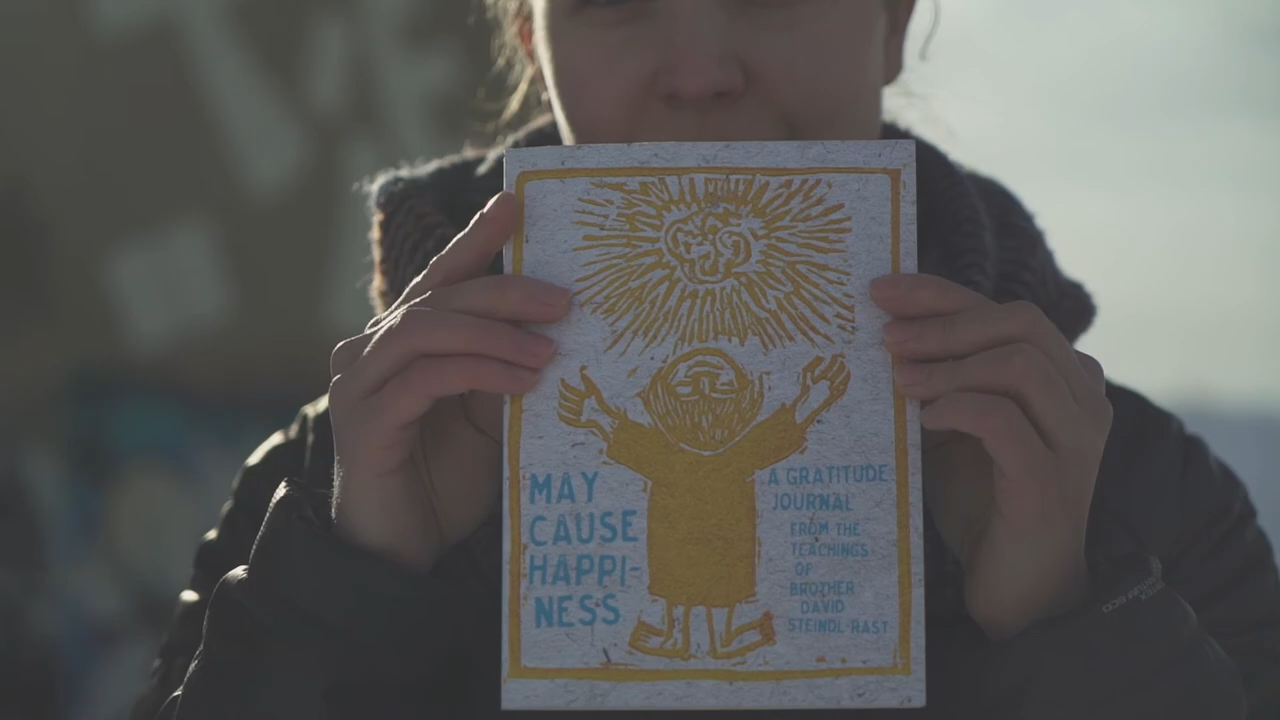 MAY
CAUSE
HAPPI-
NESS
A GRATITUDE
JOURNAL
FROM THE
TEACHINGS
OF
BROTHER
DAVID
STEINDL-RAST